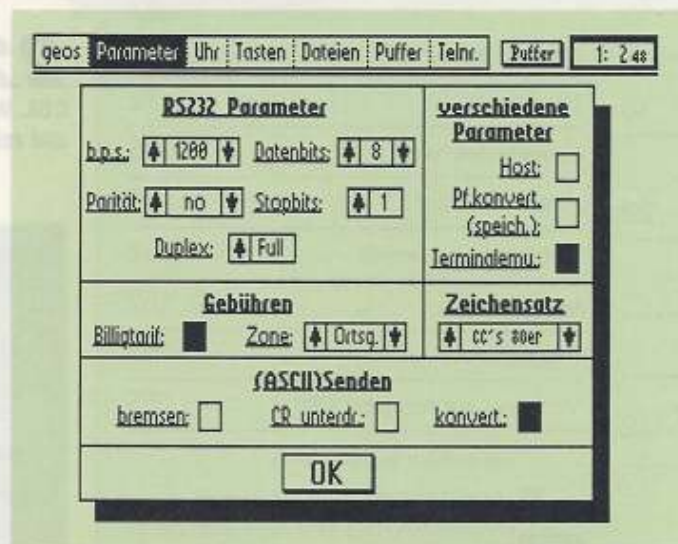 geos Parameter Uhr Tasten Dateien Puffer Telnr. Puffer 1: 2 48
RS232 Parameter
b.p.s.: 1200 Datenbits: 8
Parität: no Stopbits: 1
Duplex: Full
verschiedene
Parameter
Host:
Pf.konvert.
(speich.):
Terminalemu.:
Gebühren
Billigtarif: Zone: Ortsg.
Zeichensatz
CC's 80er
(ASCII)Senden
bremsen: CR unterdr.: konvert.:
OK